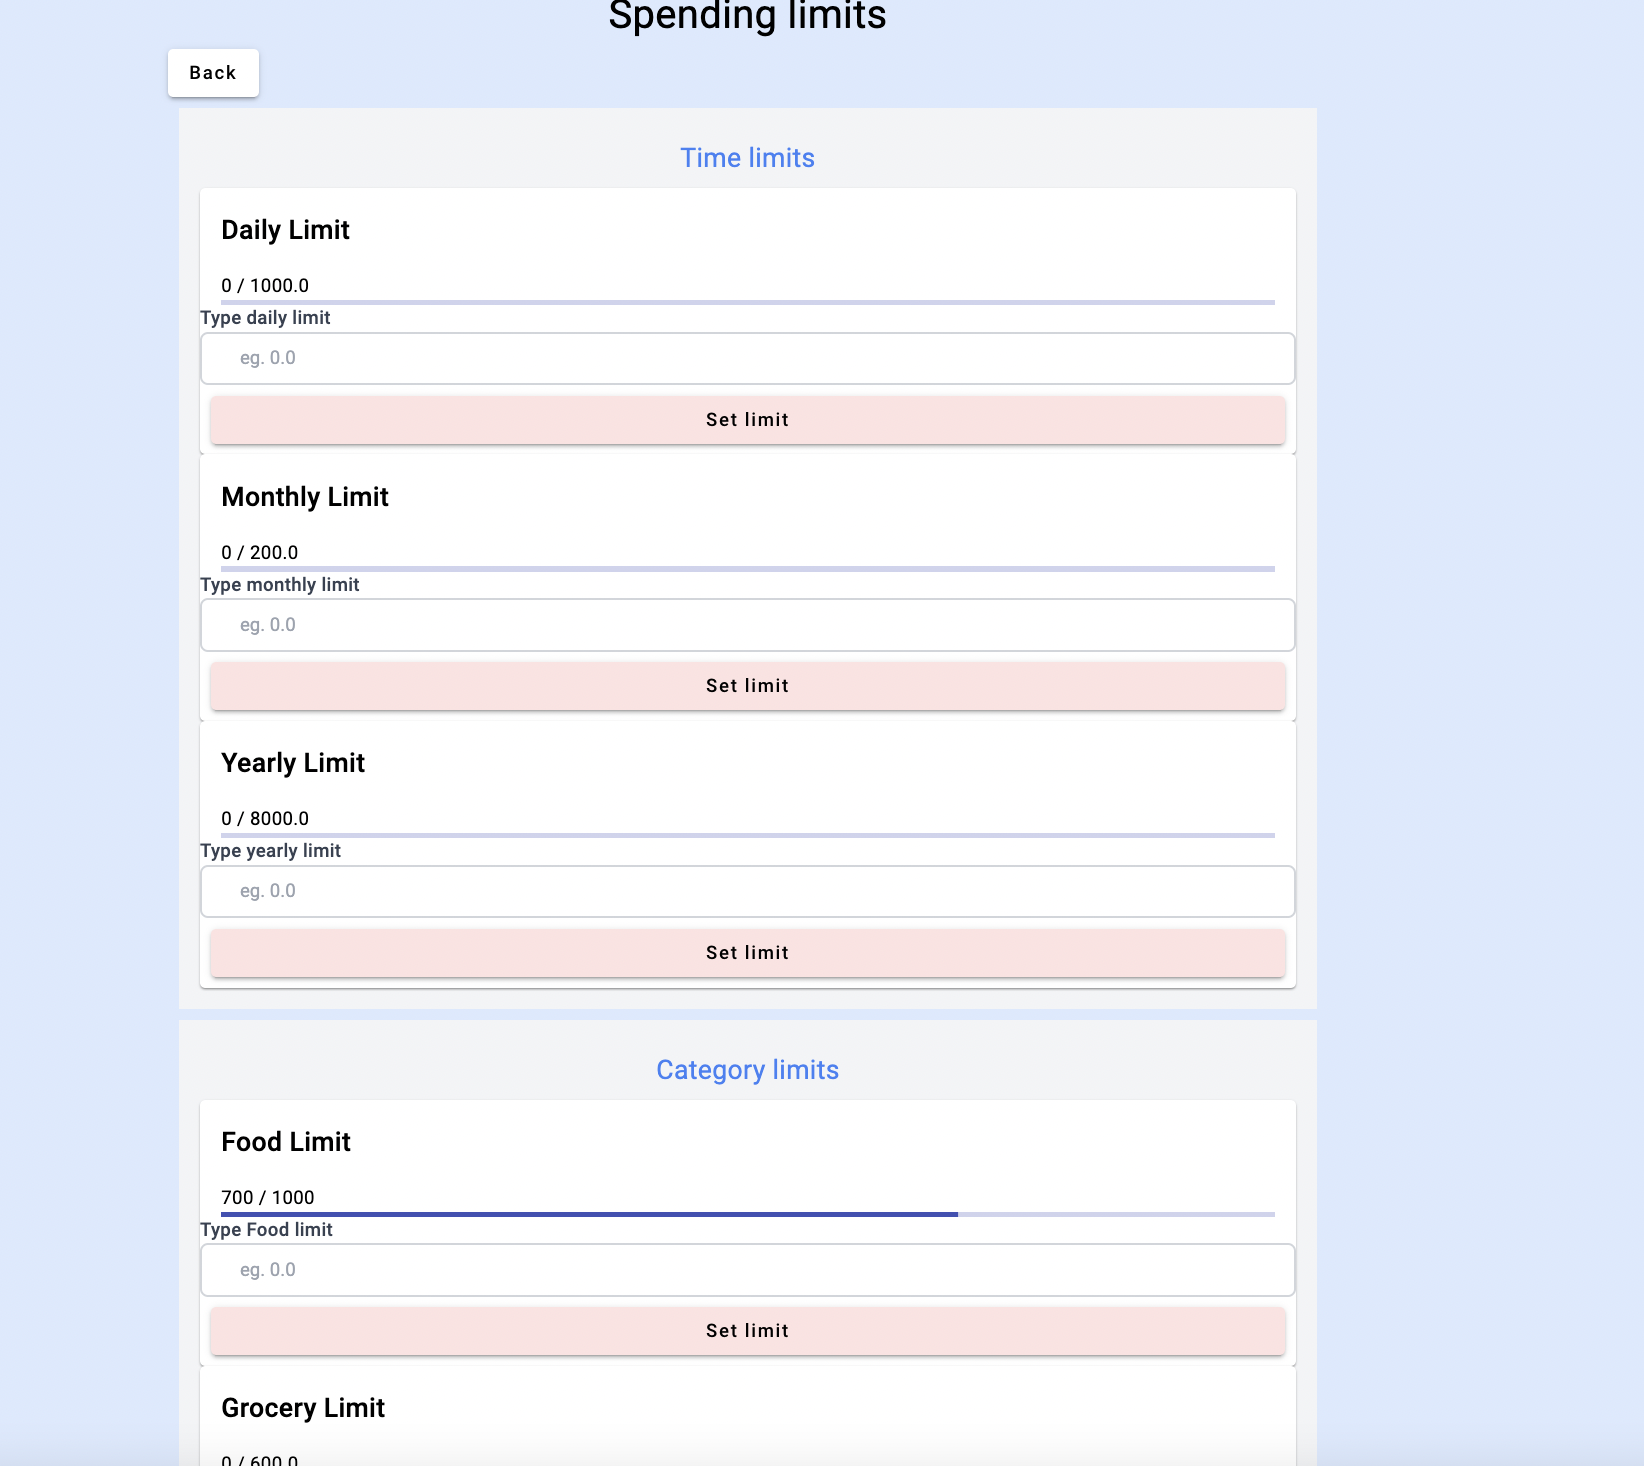 Spending limits
Back
Time limits
Daily Limit
0 / 1000.0
Type daily limit
eg. 0.0
Set limit
Monthly Limit
0 / 200.0
Type monthly limit
eg. 0.0
Set limit
Yearly Limit
0 / 8000.0
Type yearly limit
eg. 0.0
Set limit
Category limits
Food Limit
700 / 1000
Type Food limit
eg. 0.0
Set limit
Grocery Limit
0 / 600.0